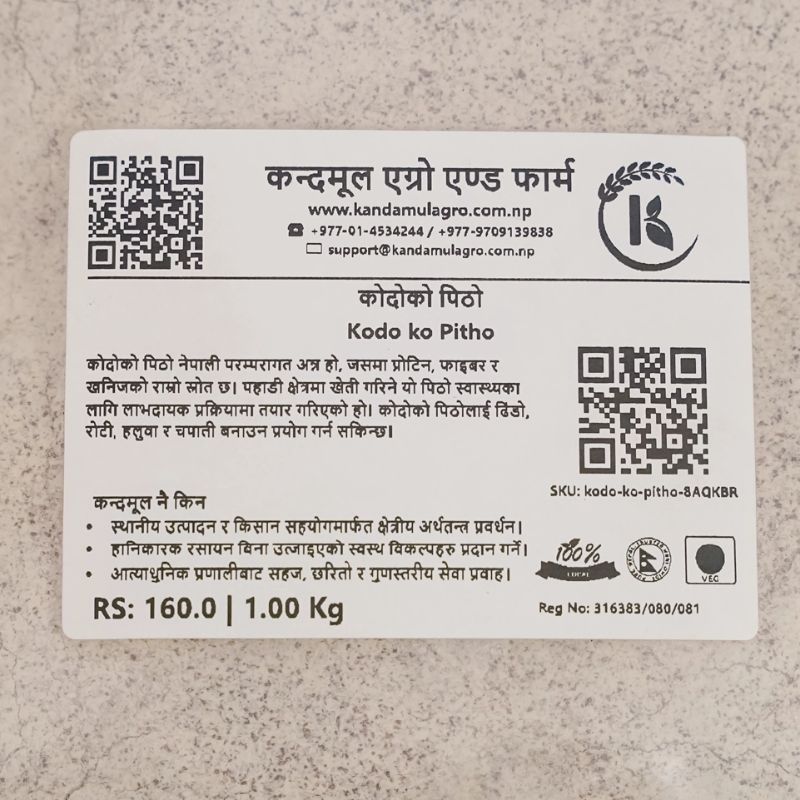 कन्दमूल एग्रो एण्ड फार्म
www.kandamulagro.com.np
+977-01-4534244 / +977-9709139838
support@kandamulagro.com.np
कोदोको पिठो
Kodo ko Pitho
कोदोको पिठो नेपाली परम्परागत अन्न हो, जसमा प्रोटिन, फाइबर र
खनिजको राम्रो स्रोत छ। पहाडी क्षेत्रमा खेती गरिने यो पिठो स्वास्थ्यका
लागि लाभदायक प्रक्रियामा तयार गरिएको हो। कोदोको पिठोलाई ढिंडो,
रोटी, हलुवा र चपाती बनाउन प्रयोग गर्न सकिन्छ।
SKU: kodo-ko-pitho-8AQKBR
कन्दमूल नै किन
• स्थानीय उत्पादन र किसान सहयोगमार्फत क्षेत्रीय अर्थतन्त्र प्रवर्धन।
• हानिकारक रसायन बिना उत्जाइएको स्वस्थ विकल्पहरु प्रदान गर्ने।
• आत्याधुनिक प्रणालीबाट सहज, छरितो र गुणस्तरीय सेवा प्रवाह।
100%
LOCAL
VEG
RS: 160.0 | 1.00 Kg
Reg No: 316383/080/081